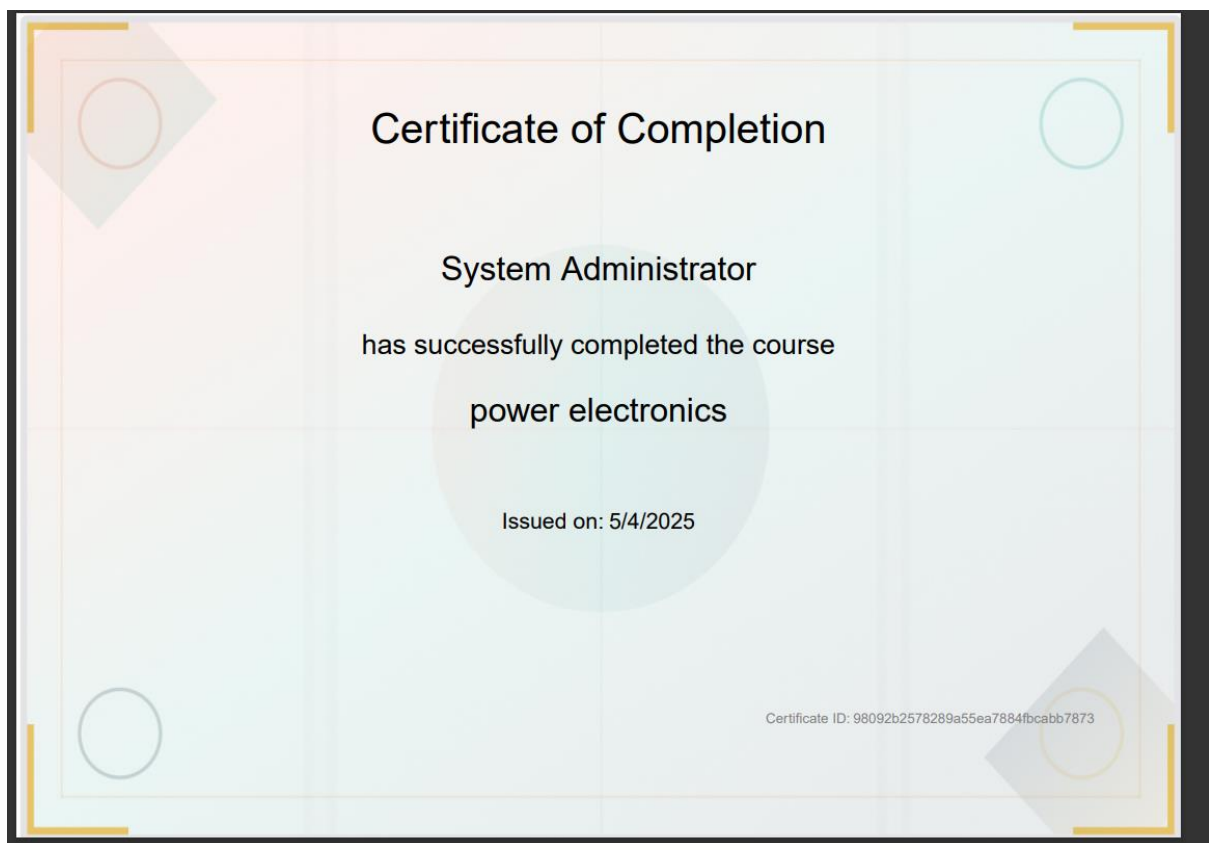 Certificate of Completion
System Administrator
has successfully completed the course
power electronics
Issued on: 5/4/2025
Certificate ID: 98092b2578289a55ea7884fbcabb7873